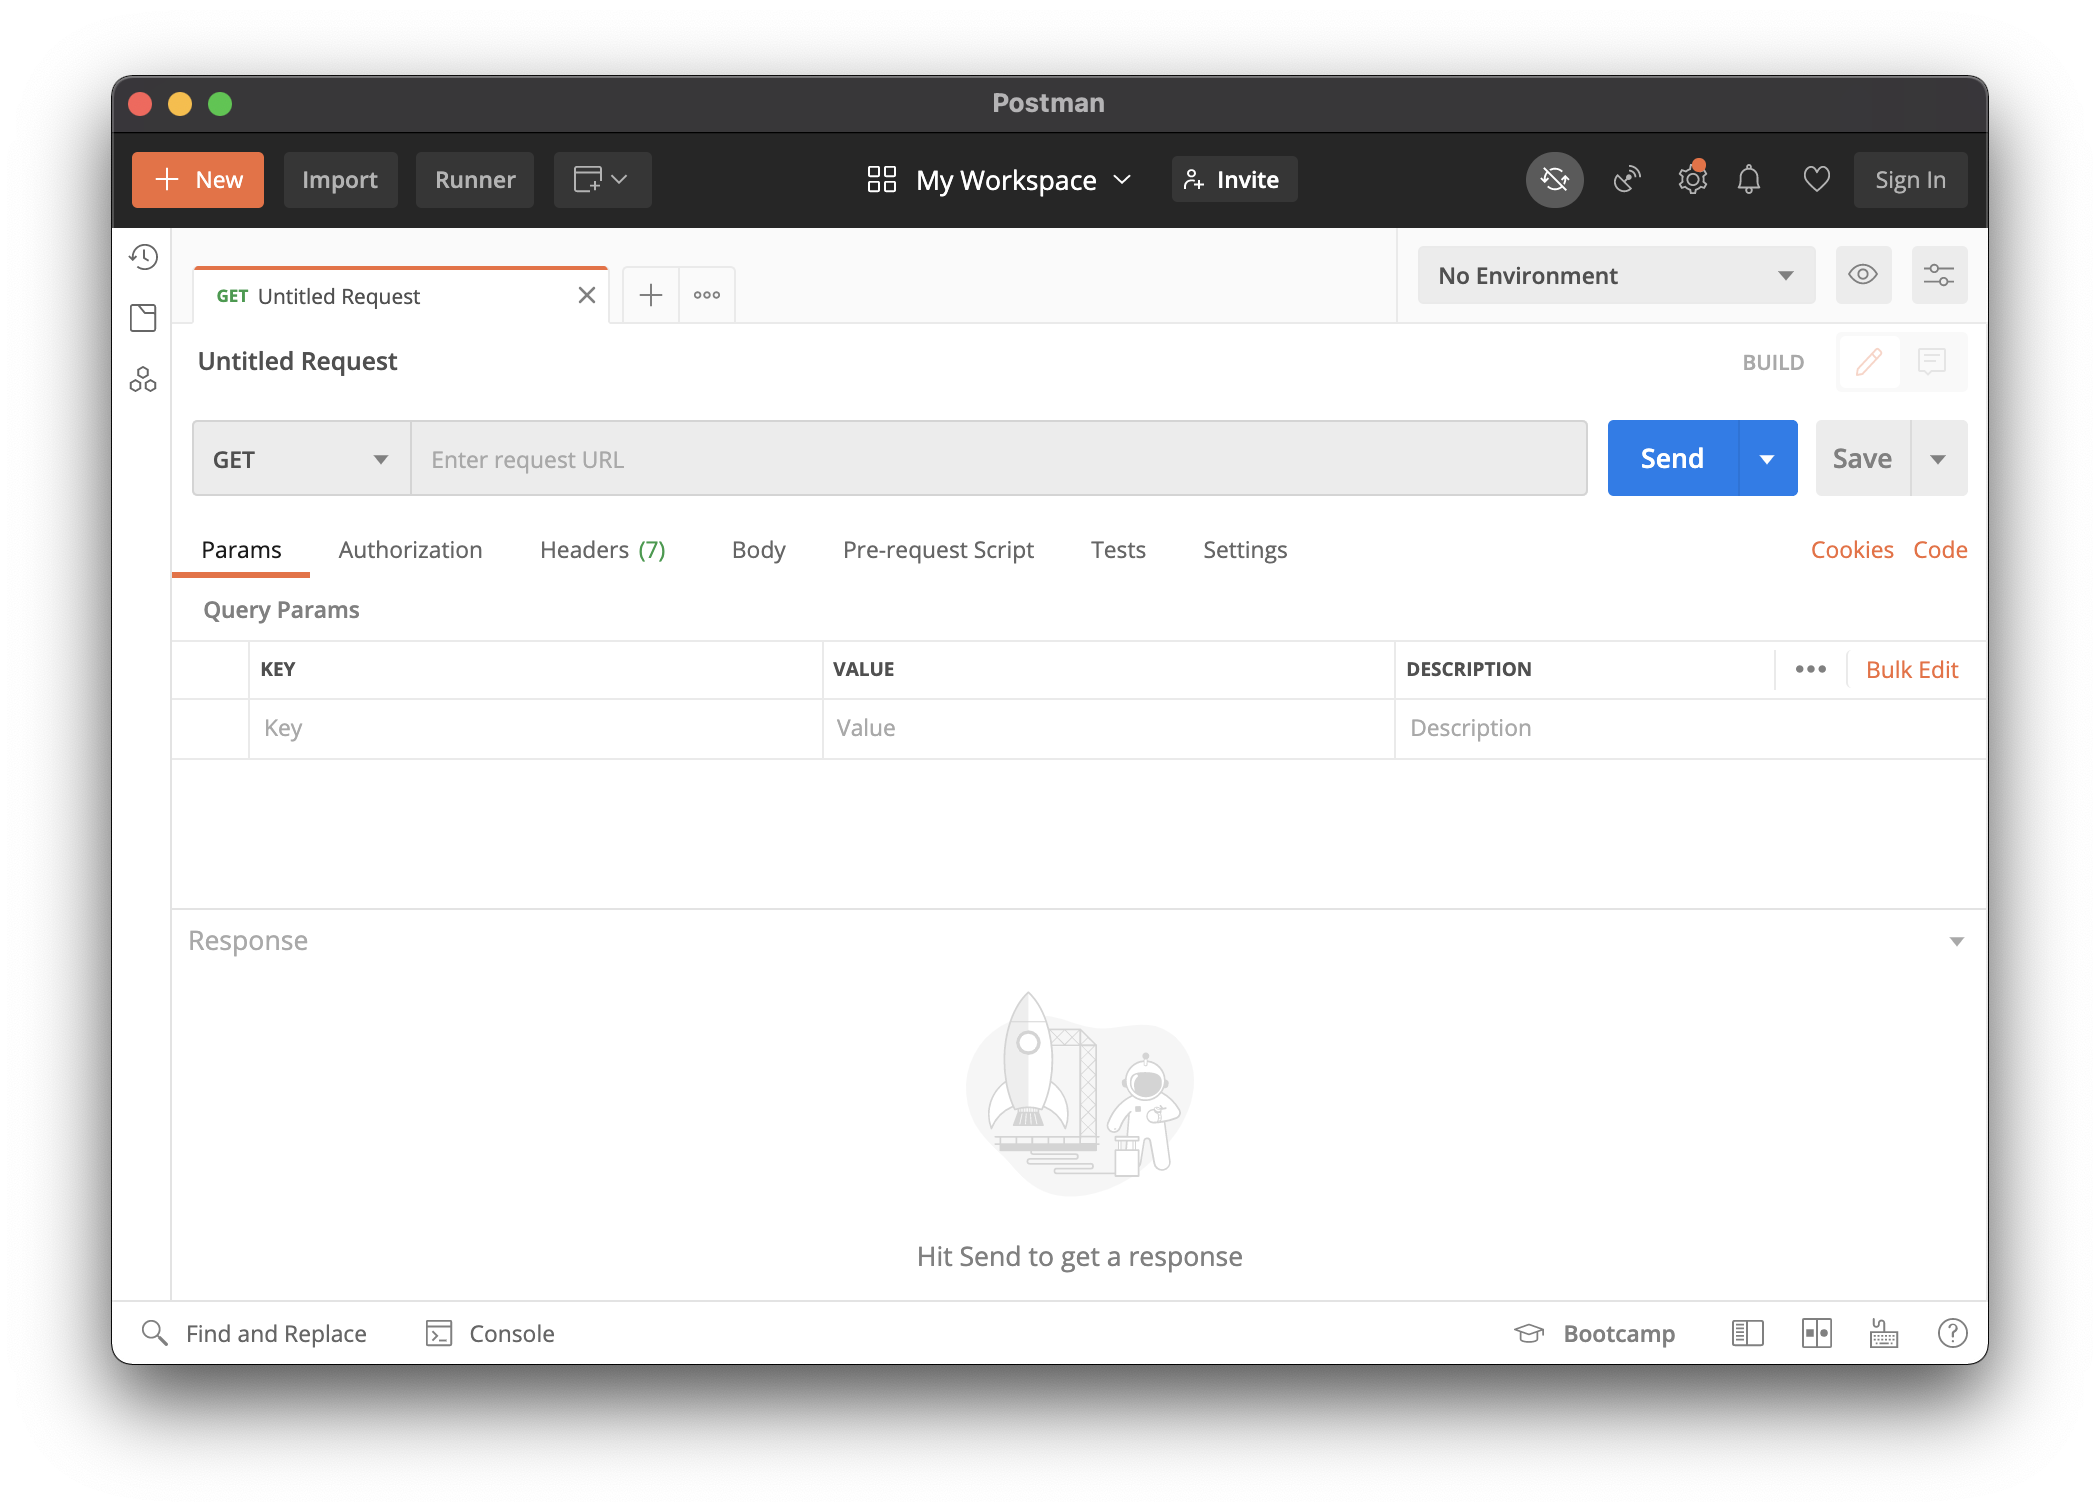 Postman
New Import Runner My Workspace Invite Sign In
GET Untitled Request No Environment
Untitled Request BUILD
GET Enter request URL Send Save
Params Authorization Headers (7) Body Pre-request Script Tests Settings Cookies Code
Query Params
KEY VALUE DESCRIPTION Bulk Edit
Key Value Description
Response
Hit Send to get a response
Find and Replace Console Bootcamp